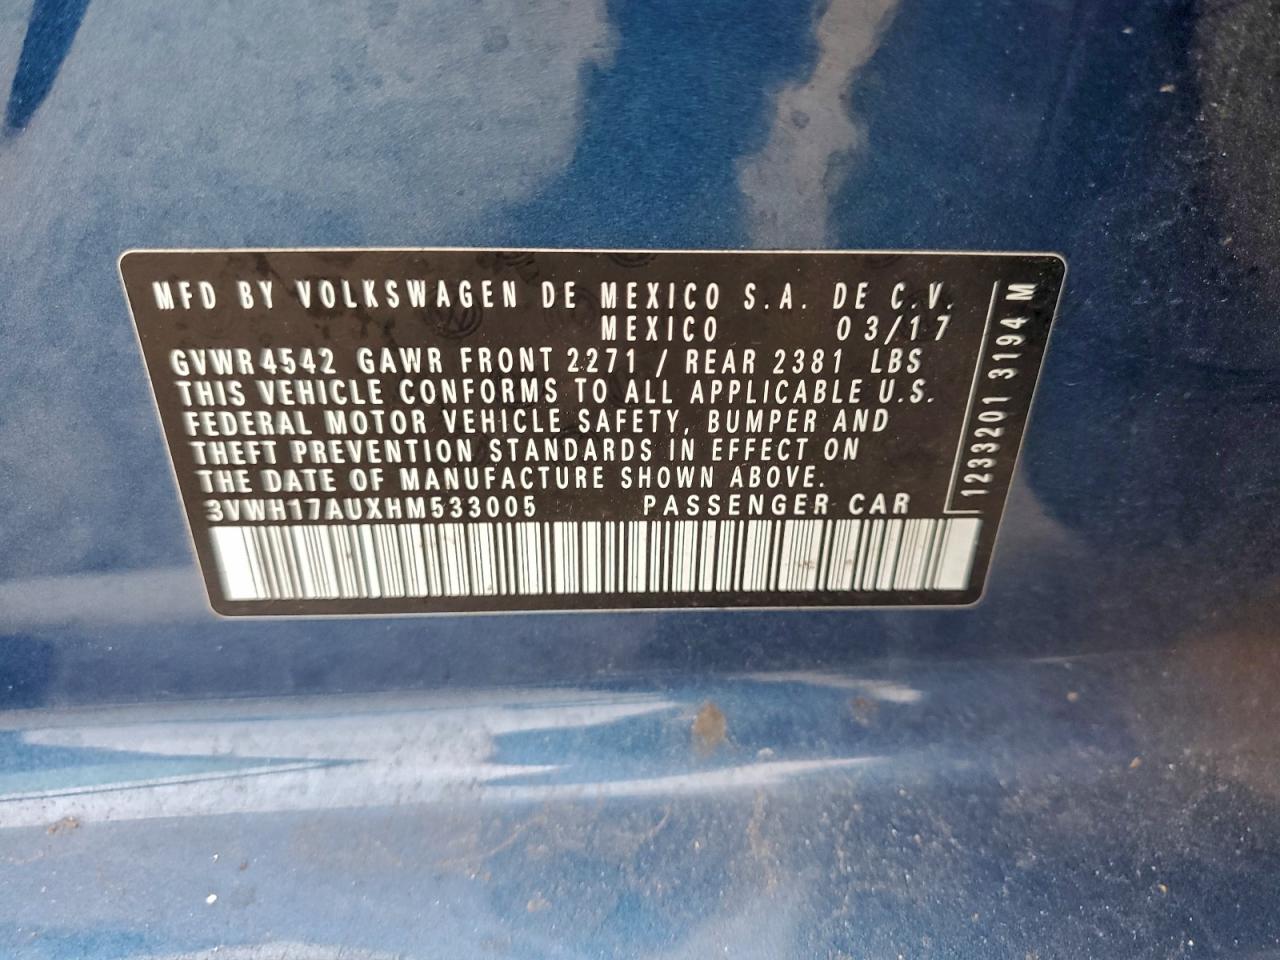 MFD BY VOLKSWAGEN DE MEXICO S.A. DE C.V.
MEXICO 03/17
GVWR 4542 GAWR FRONT 2271 / REAR 2381 LBS
THIS VEHICLE CONFORMS TO ALL APPLICABLE U.S.
FEDERAL MOTOR VEHICLE SAFETY, BUMPER AND
THEFT PREVENTION STANDARDS IN EFFECT ON
THE DATE OF MANUFACTURE SHOWN ABOVE.
3VWH17AUXHM533005 PASSENGER CAR
1233201 3194 M